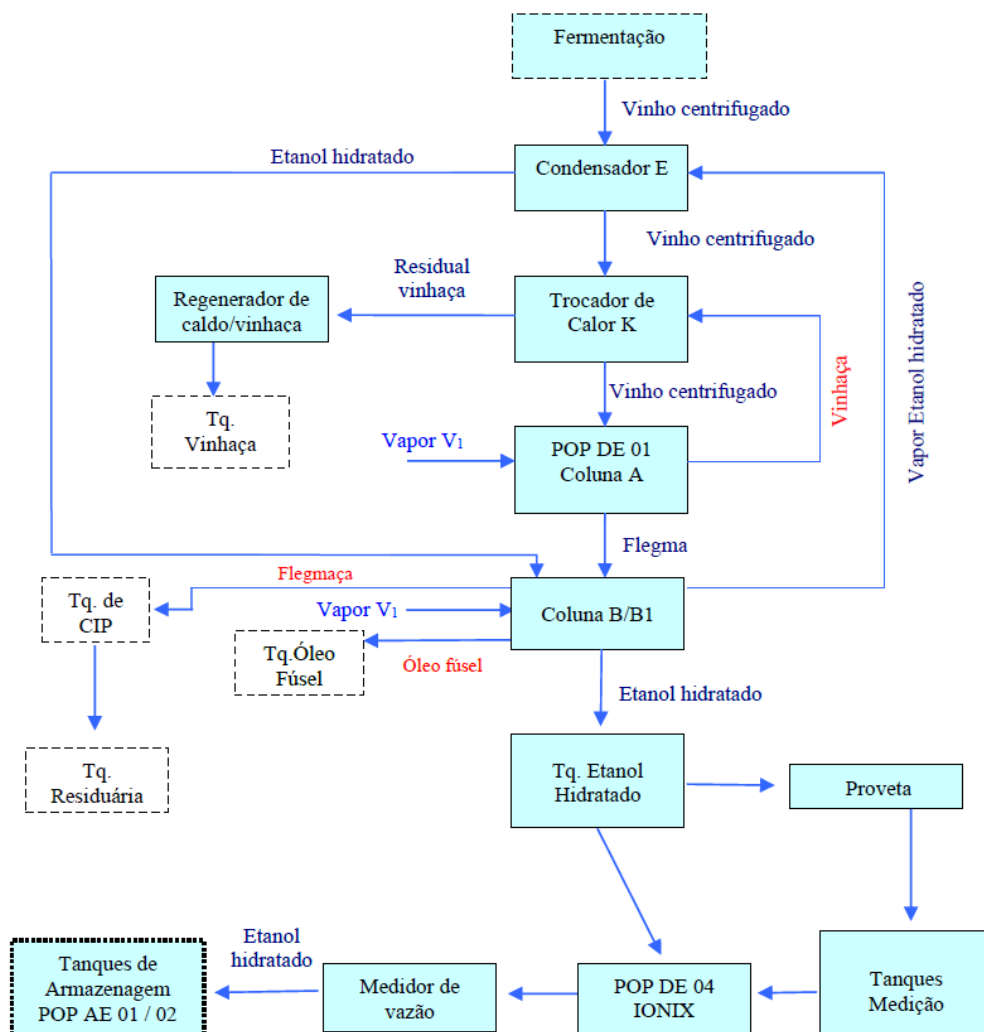 Fermentação
Vinho centrifugado
Etanol hidratado
Condensador E
Vinho centrifugado
Residual
vinhaça
Regenerador de
caldo/vinhaca
Trocador de
Calor K
Vinhaça
Vapor Etanol hidratado
Vinho centrifugado
Tq.
Vinhaça
Vapor V1
POP DE 01
Coluna A
Flegma
Flegmaça
Tq. de
CIP
Vapor V1
Coluna B/B1
Tq.Óleo
Fúsel
Óleo fúsel
Etanol hidratado
Tq.
Residuária
Tq. Etanol
Hidratado
Proveta
Etanol
hidratado
Tanques de
Armazenagem
POP AE 01 / 02
Medidor de
vazão
POP DE 04
IONIX
Tanques
Medição